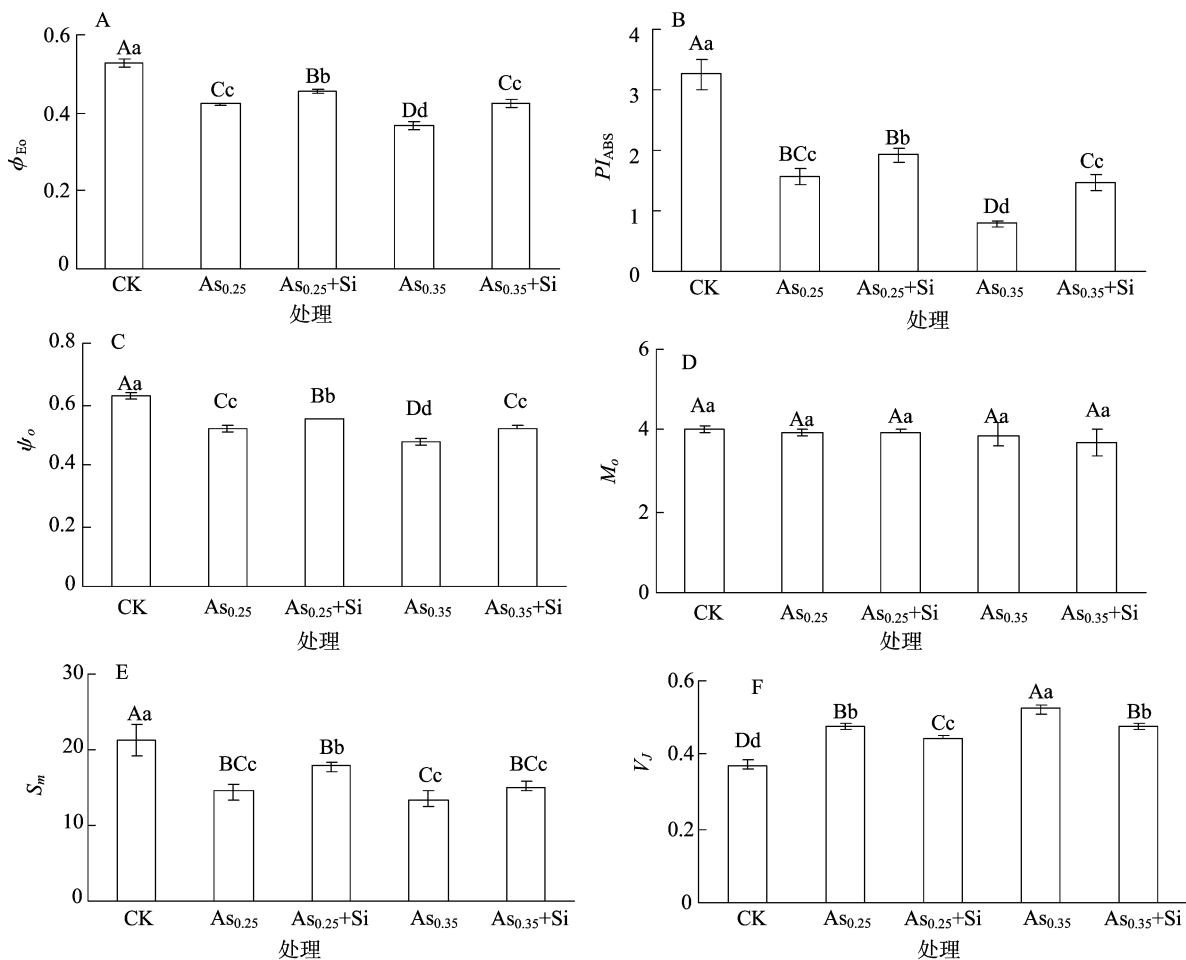 A
0.6
0.4
0.2
0
ϕEo
Aa
Cc
Bb
Dd
Cc
CK
As0.25
As0.25+Si
As0.35
As0.35+Si
处理
B
4
3
2
1
0
PIABS
Aa
BCc
Bb
Dd
Cc
CK
As0.25
As0.25+Si
As0.35
As0.35+Si
处理
C
0.8
0.6
0.4
0.2
0
ψo
Aa
Cc
Bb
Dd
Cc
CK
As0.25
As0.25+Si
As0.35
As0.35+Si
处理
D
6
4
2
0
Mo
Aa
Aa
Aa
Aa
Aa
CK
As0.25
As0.25+Si
As0.35
As0.35+Si
处理
E
30
20
10
0
Sm
Aa
BCc
Bb
Cc
BCc
CK
As0.25
As0.25+Si
As0.35
As0.35+Si
处理
F
0.6
0.4
0.2
0
VJ
Dd
Bb
Cc
Aa
Bb
CK
As0.25
As0.25+Si
As0.35
As0.35+Si
处理